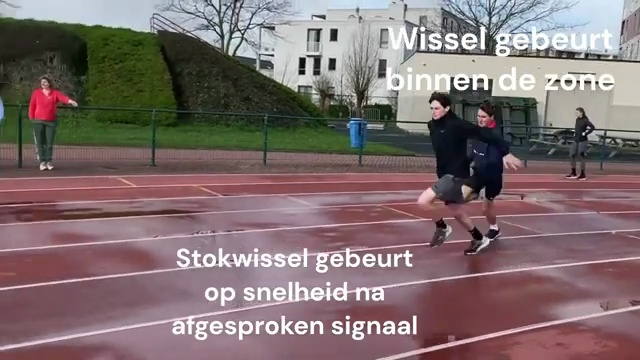 Wissel gebeurt
binnen de zone
Stokwissel gebeurt
op snelheid na
afgesproken signaal